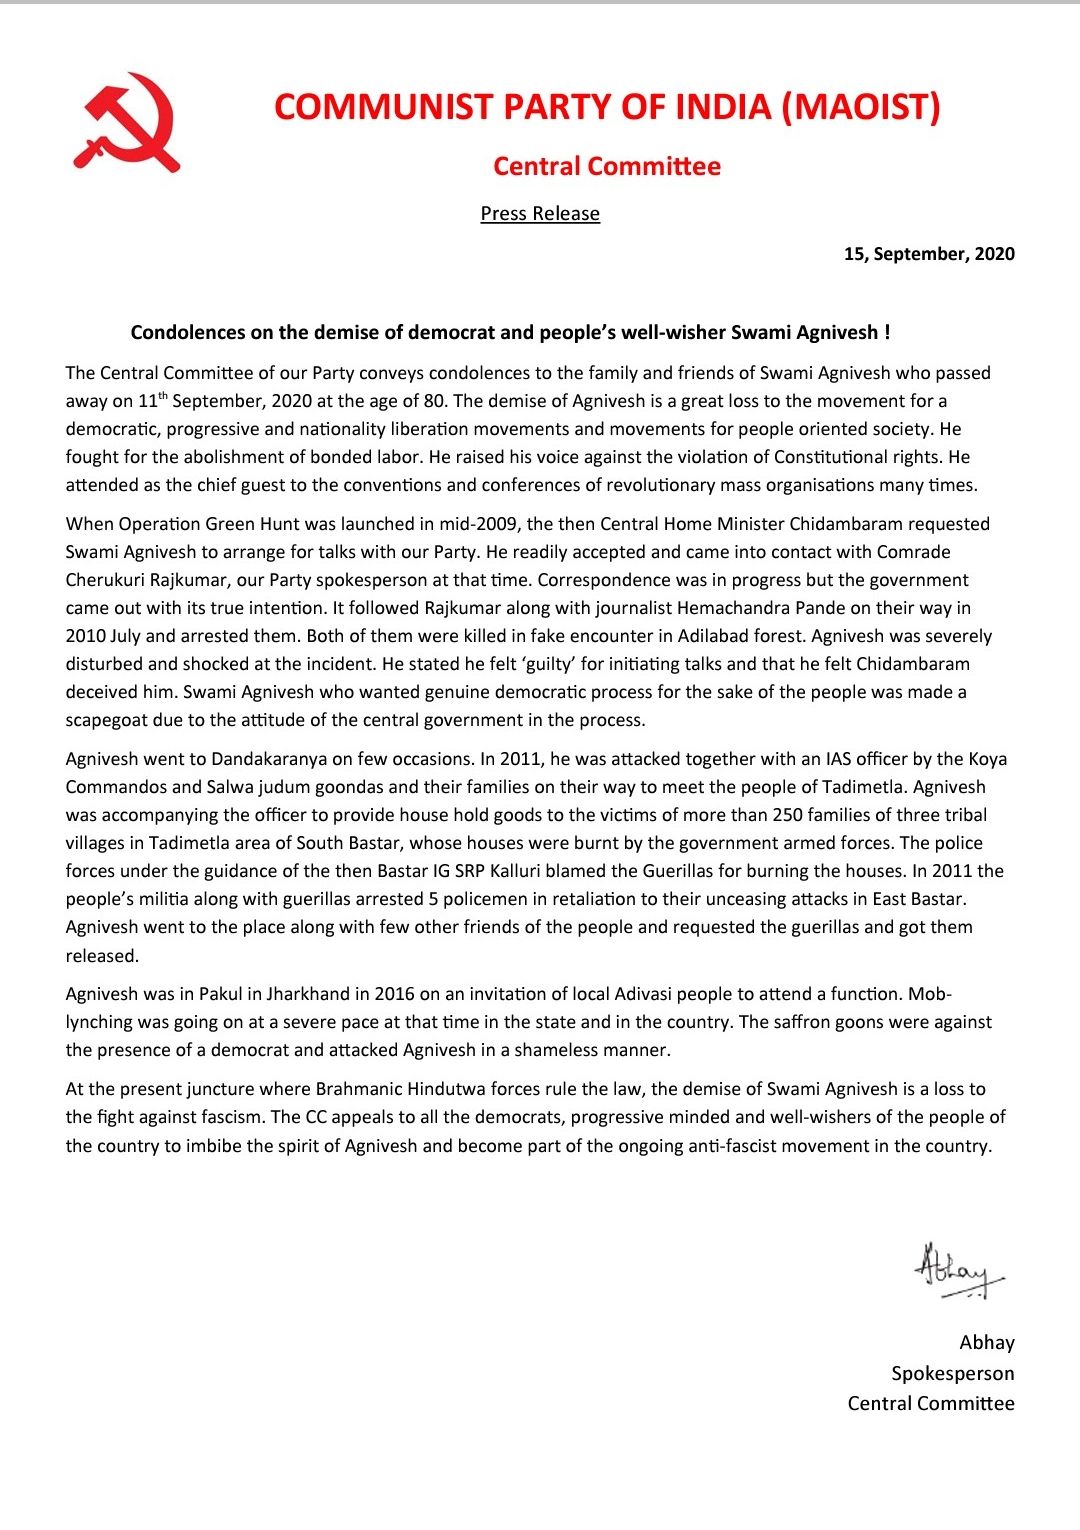 COMMUNIST PARTY OF INDIA (MAOIST)
Central Committee
Press Release
15, September, 2020
Condolences on the demise of democrat and people’s well-wisher Swami Agnivesh !
The Central Committee of our Party conveys condolences to the family and friends of Swami Agnivesh who passed
away on 11th September, 2020 at the age of 80. The demise of Agnivesh is a great loss to the movement for a
democratic, progressive and nationality liberation movements and movements for people oriented society. He
fought for the abolishment of bonded labor. He raised his voice against the violation of Constitutional rights. He
attended as the chief guest to the conventions and conferences of revolutionary mass organisations many times.
When Operation Green Hunt was launched in mid-2009, the then Central Home Minister Chidambaram requested
Swami Agnivesh to arrange for talks with our Party. He readily accepted and came into contact with Comrade
Cherukuri Rajkumar, our Party spokesperson at that time. Correspondence was in progress but the government
came out with its true intention. It followed Rajkumar along with journalist Hemachandra Pande on their way in
2010 July and arrested them. Both of them were killed in fake encounter in Adilabad forest. Agnivesh was severely
disturbed and shocked at the incident. He stated he felt ‘guilty’ for initiating talks and that he felt Chidambaram
deceived him. Swami Agnivesh who wanted genuine democratic process for the sake of the people was made a
scapegoat due to the attitude of the central government in the process.
Agnivesh went to Dandakaranya on few occasions. In 2011, he was attacked together with an IAS officer by the Koya
Commandos and Salwa judum goondas and their families on their way to meet the people of Tadimetla. Agnivesh
was accompanying the officer to provide house hold goods to the victims of more than 250 families of three tribal
villages in Tadimetla area of South Bastar, whose houses were burnt by the government armed forces. The police
forces under the guidance of the then Bastar IG SRP Kalluri blamed the Guerillas for burning the houses. In 2011 the
people’s militia along with guerillas arrested 5 policemen in retaliation to their unceasing attacks in East Bastar.
Agnivesh went to the place along with few other friends of the people and requested the guerillas and got them
released.
Agnivesh was in Pakul in Jharkhand in 2016 on an invitation of local Adivasi people to attend a function. Mob-
lynching was going on at a severe pace at that time in the state and in the country. The saffron goons were against
the presence of a democrat and attacked Agnivesh in a shameless manner.
At the present juncture where Brahmanic Hindutwa forces rule the law, the demise of Swami Agnivesh is a loss to
the fight against fascism. The CC appeals to all the democrats, progressive minded and well-wishers of the people of
the country to imbibe the spirit of Agnivesh and become part of the ongoing anti-fascist movement in the country.
Abhay
Abhay
Spokesperson
Central Committee